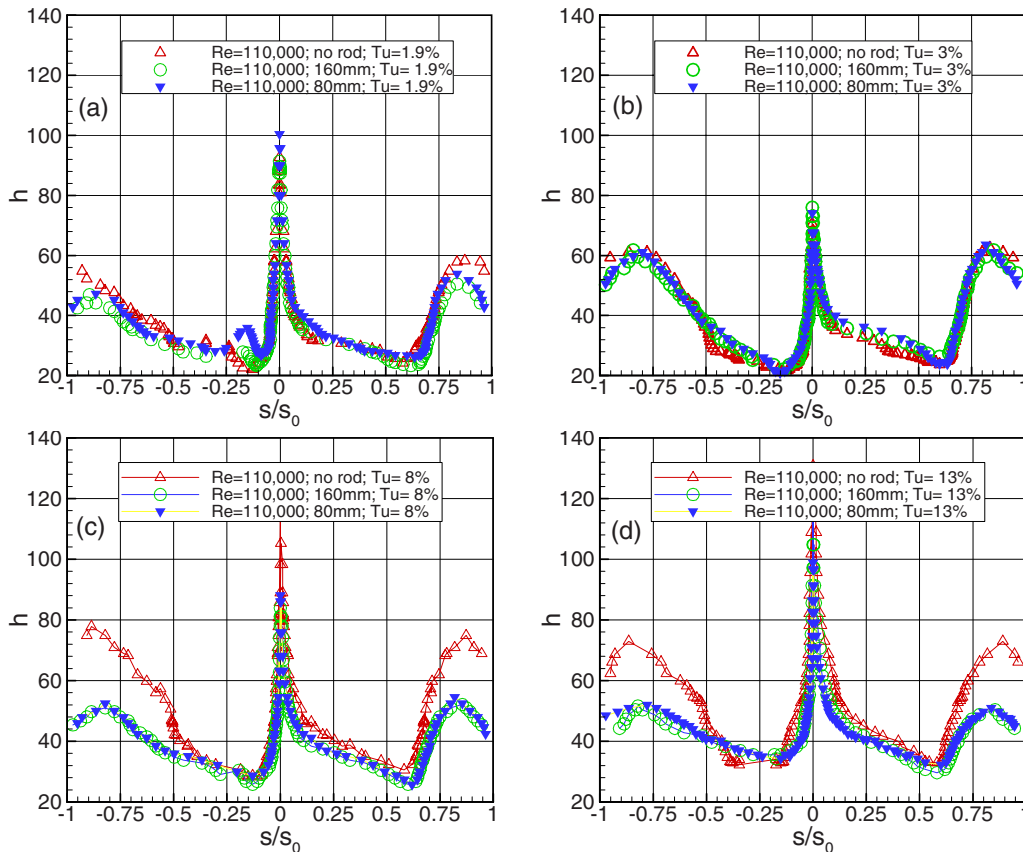 140
120
100
80
60
40
20
h
(a)
Re=110,000; no rod; Tu=1.9%
Re=110,000; 160mm; Tu= 1.9%
Re=110,000; 80mm; Tu= 1.9%
-1 -0.75 -0.5 -0.25 0 0.25 0.5 0.75 1
s/s0
140
120
100
80
60
40
20
h
(b)
Re=110,000; no rod; Tu= 3%
Re=110,000; 160mm; Tu= 3%
Re=110,000; 80mm; Tu= 3%
-1 -0.75 -0.5 -0.25 0 0.25 0.5 0.75 1
s/s0
140
120
100
80
60
40
20
h
(c)
Re=110,000; no rod; Tu= 8%
Re=110,000; 160mm; Tu= 8%
Re=110,000; 80mm; Tu= 8%
-1 -0.75 -0.5 -0.25 0 0.25 0.5 0.75 1
s/s0
140
120
100
80
60
40
20
h
(d)
Re=110,000; no rod; Tu=13%
Re=110,000; 160mm; Tu= 13%
Re=110,000; 80mm; Tu=13%
-1 -0.75 -0.5 -0.25 0 0.25 0.5 0.75 1
s/s0